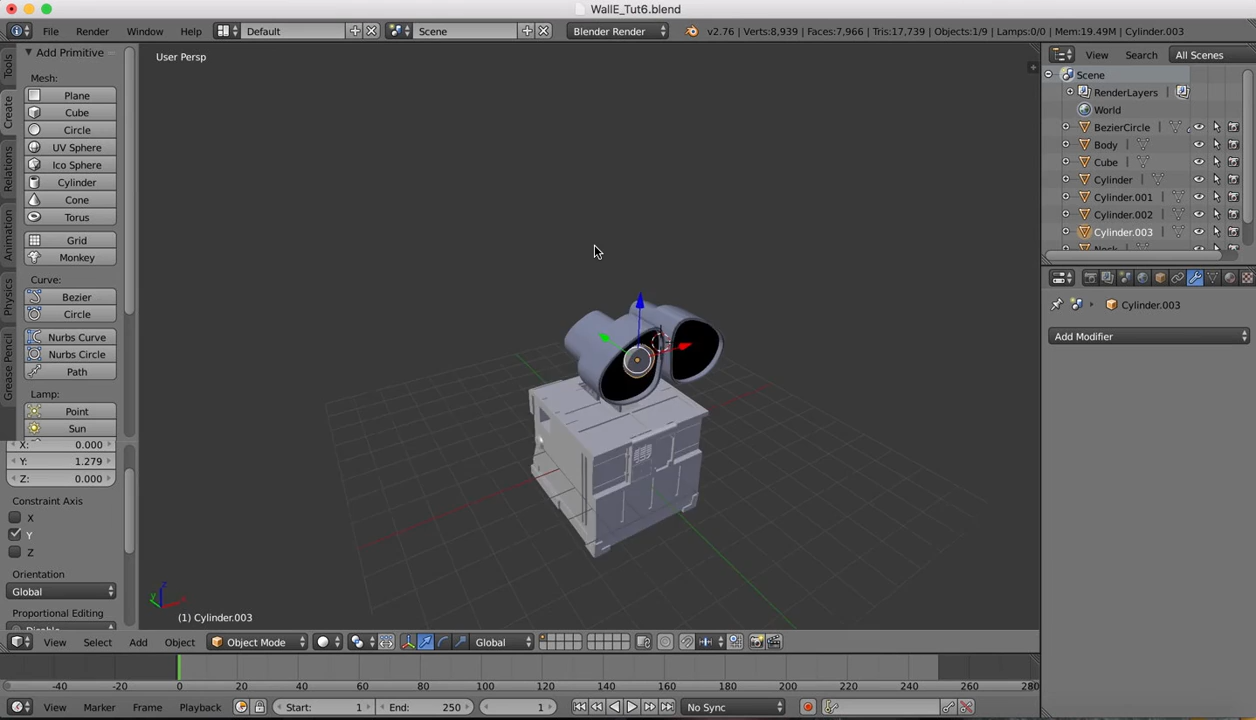 WallE_Tut6.blend
File Render Window Help Default Scene Blender Render v2.76 | Verts:8,939 | Faces:7,966 | Tris:17,739 | Objects:1/9 | Lamps:0/0 | Mem:19.49M | Cylinder.003
Tools
Create
Relations
Animation
Physics
Grease Pencil
Add Primitive
Mesh:
Plane
Cube
Circle
UV Sphere
Ico Sphere
Cylinder
Cone
Torus
Grid
Monkey
Curve:
Bezier
Circle
Nurbs Curve
Nurbs Circle
Path
Lamp:
Point
Sun
X: 0.000
Y: 1.279
Z: 0.000
Constraint Axis
X
Y
Z
Orientation
Global
Proportional Editing
User Persp
z
y
(1) Cylinder.003
View Select Add Object Object Mode Global
View Search All Scenes
Scene
RenderLayers |
World
BezierCircle |
Body |
Cube |
Cylinder |
Cylinder.001 |
Cylinder.002 |
Cylinder.003 |
Cylinder.003
Add Modifier
-40 -20 0 20 40 60 80 100 120 140 160 180 200 220 240 260 280
View Marker Frame Playback Start: 1 End: 250 1 No Sync